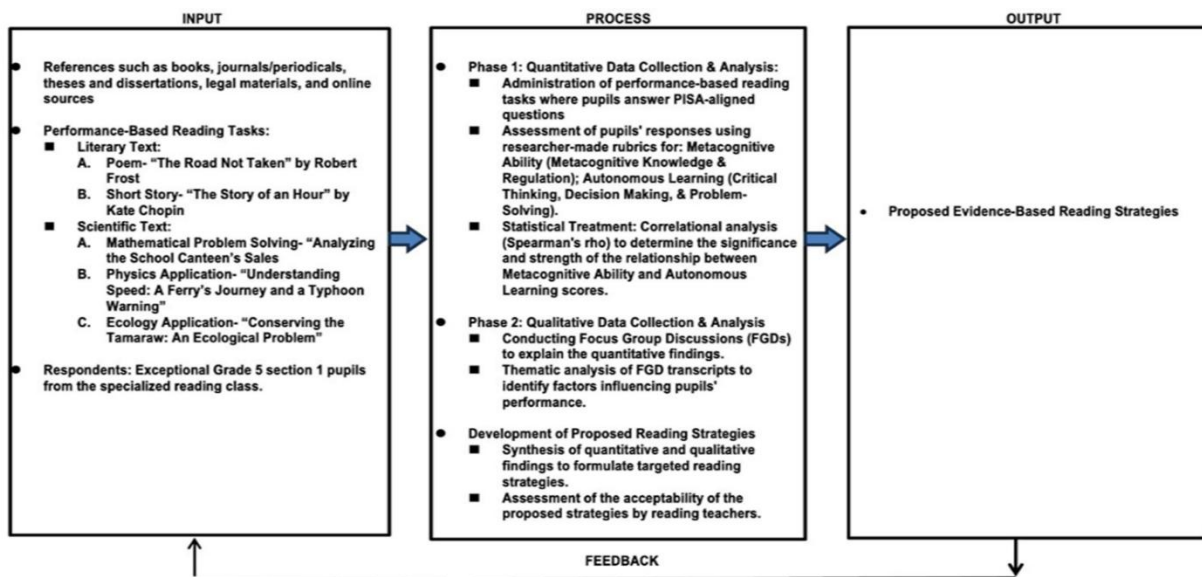 INPUT
References such as books, journals/periodicals,
theses and dissertations, legal materials, and online
sources
Performance-Based Reading Tasks:
Literary Text:
A. Poem- “The Road Not Taken” by Robert
Frost
B. Short Story- “The Story of an Hour” by
Kate Chopin
Scientific Text:
A. Mathematical Problem Solving- “Analyzing
the School Canteen’s Sales
B. Physics Application- “Understanding
Speed: A Ferry’s Journey and a Typhoon
Warning”
C. Ecology Application- “Conserving the
Tamaraw: An Ecological Problem”
Respondents: Exceptional Grade 5 section 1 pupils
from the specialized reading class.
PROCESS
Phase 1: Quantitative Data Collection & Analysis:
Administration of performance-based reading
tasks where pupils answer PISA-aligned
questions
Assessment of pupils' responses using
researcher-made rubrics for: Metacognitive
Ability (Metacognitive Knowledge &
Regulation); Autonomous Learning (Critical
Thinking, Decision Making, & Problem-
Solving).
Statistical Treatment: Correlational analysis
(Spearman's rho) to determine the significance
and strength of the relationship between
Metacognitive Ability and Autonomous
Learning scores.
Phase 2: Qualitative Data Collection & Analysis
Conducting Focus Group Discussions (FGDs)
to explain the quantitative findings.
Thematic analysis of FGD transcripts to
identify factors influencing pupils'
performance.
Development of Proposed Reading Strategies
Synthesis of quantitative and qualitative
findings to formulate targeted reading
strategies.
Assessment of the acceptability of the
proposed strategies by reading teachers.
OUTPUT
Proposed Evidence-Based Reading Strategies
FEEDBACK